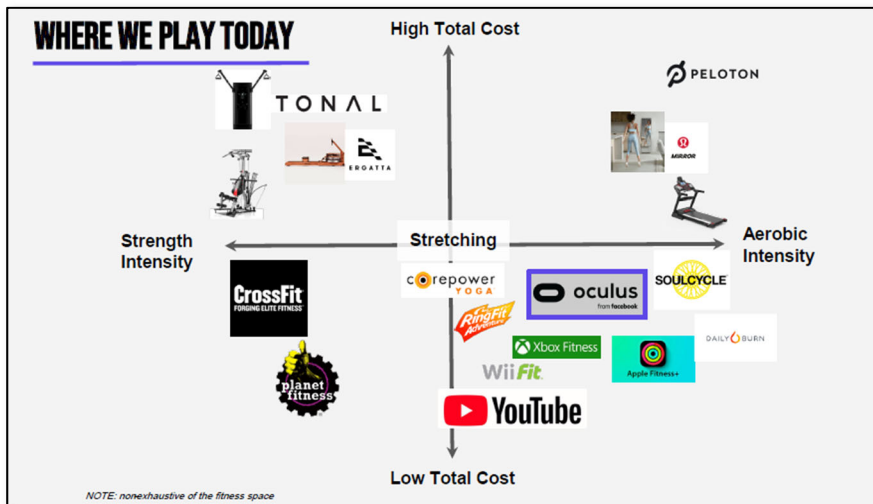 WHERE WE PLAY TODAY
High Total Cost
PELOTON
TONAL
ERGATTA
MIRROR
Strength
Intensity
Stretching
Aerobic
Intensity
CrossFit
FORGING ELITE FITNESS
corepower
YOGA
oculus
from facebook
SOULCYCLE
RingFit
Adventure
Xbox Fitness
DAILY BURN
Apple Fitness+
Wii Fit
planet
fitness
YouTube
Low Total Cost
NOTE: nonexhaustive of the fitness space